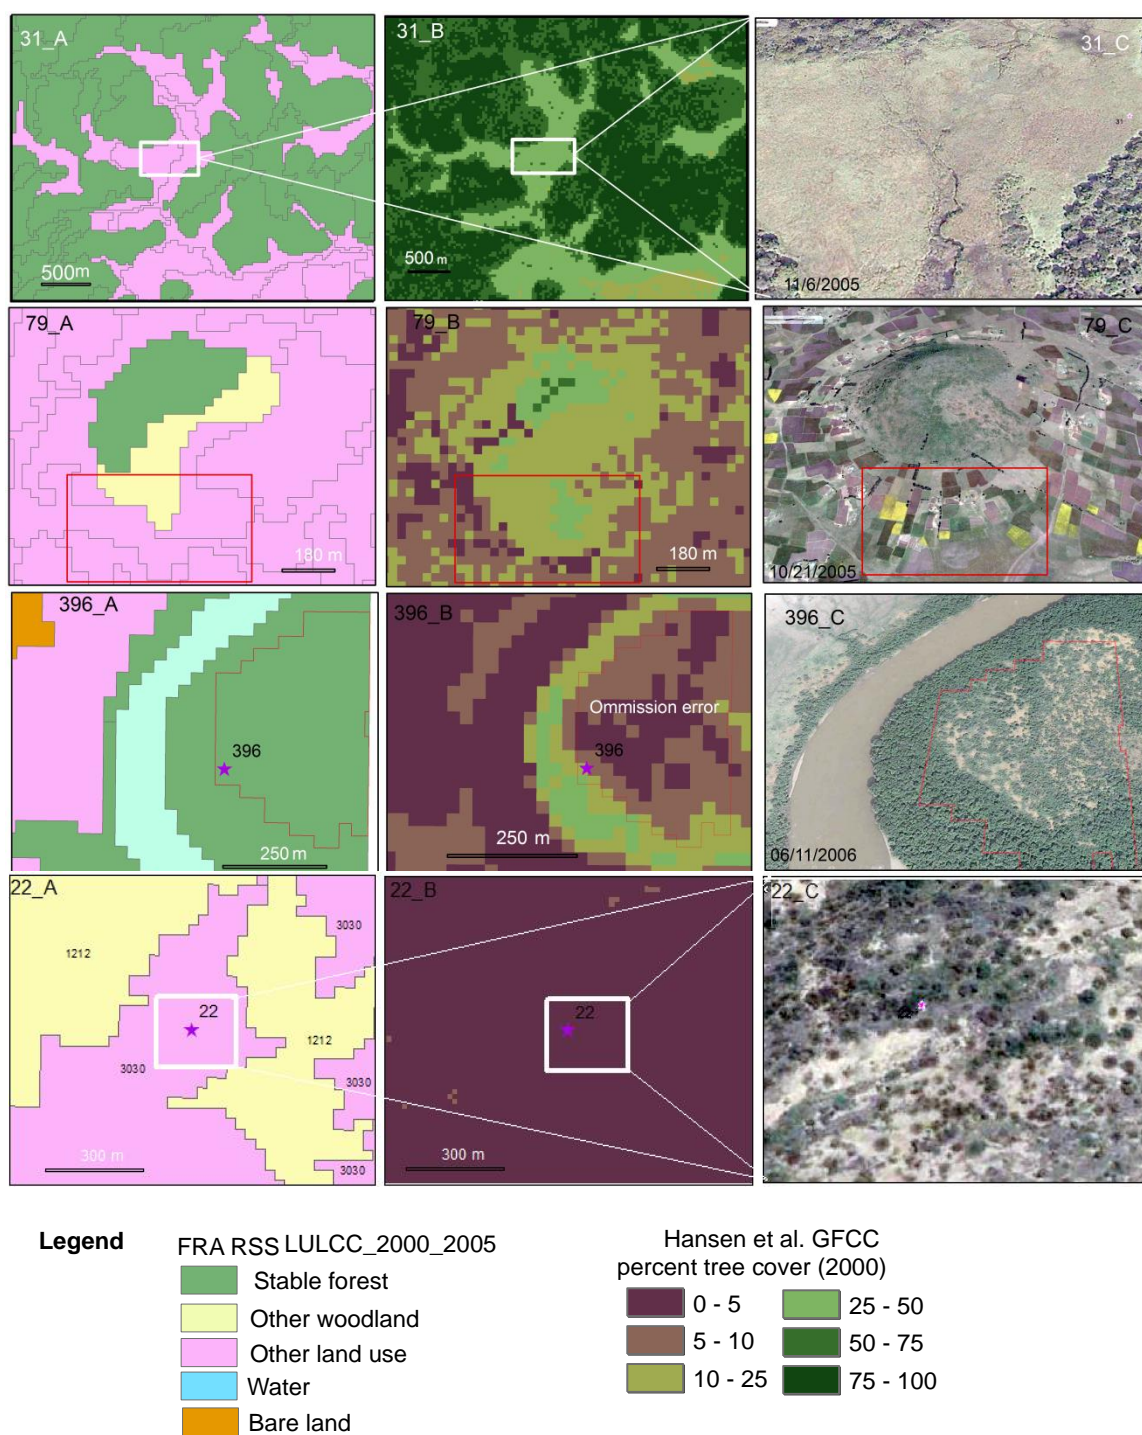 31_A
31_B
31_C
31
500m
500 m
11/6/2005
79_A
79_B
79_C
180 m
180 m
10/21/2005
396_A
396_B
396_C
Ommission error
396
396
250 m
250 m
06/11/2006
22_A
22_B
22_C
3030
1212
22
22
1212
3030
3030
3030
300 m
300 m
Legend
FRA RSS LULCC_2000_2005
Stable forest
Other woodland
Other land use
Water
Bare land
Hansen et al. GFCC
percent tree cover (2000)
0 - 5
25 - 50
5 - 10
50 - 75
10 - 25
75 - 100